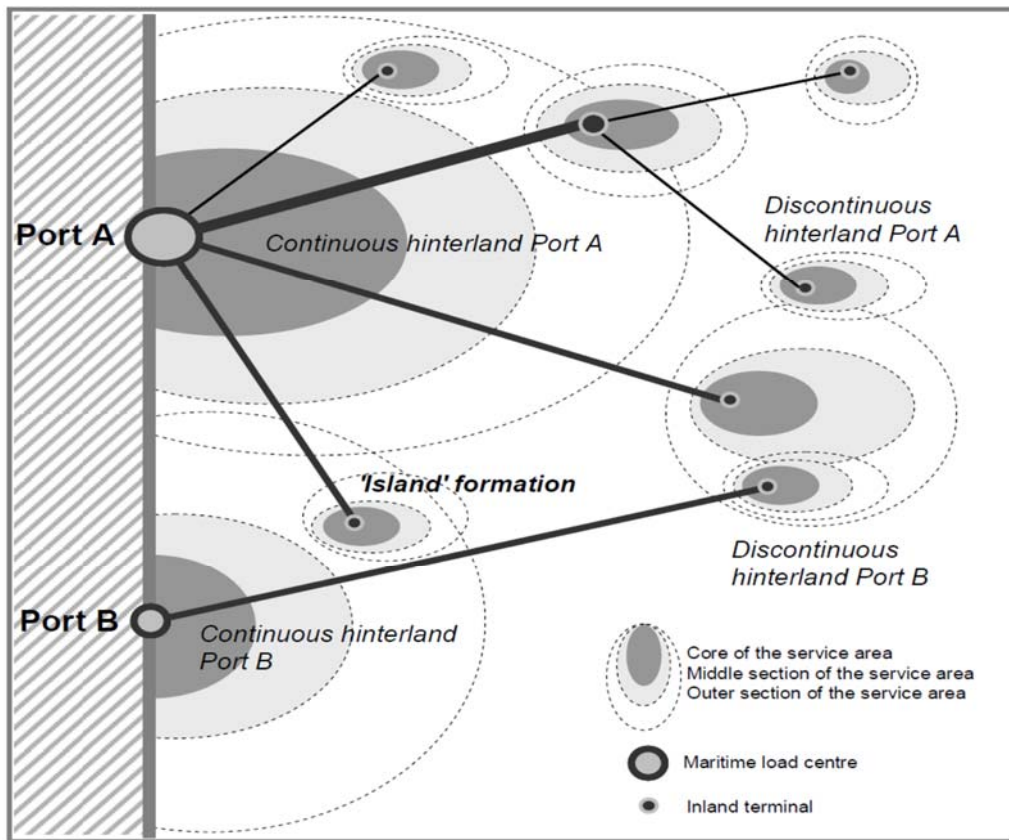 Port A
Continuous hinterland Port A
Discontinuous
hinterland Port A
'Island' formation
Discontinuous
hinterland Port B
Port B
Continuous hinterland
Port B
Core of the service area
Middle section of the service area
Outer section of the service area
Maritime load centre
Inland terminal